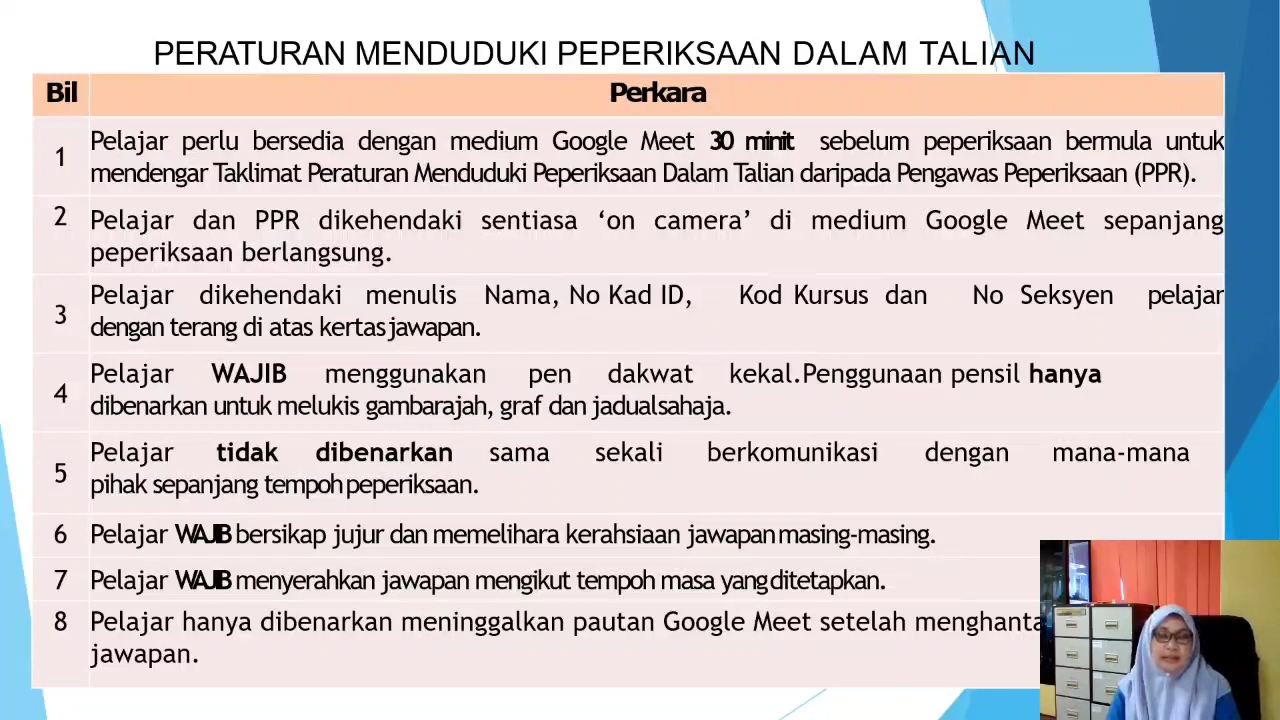 PERATURAN MENDUDUKI PEPERIKSAAN DALAM TALIAN
Bil Perkara
1 Pelajar perlu bersedia dengan medium Google Meet 30 minit sebelum peperiksaan bermula untuk
mendengar Taklimat Peraturan Menduduki Peperiksaan Dalam Talian daripada Pengawas Peperiksaan (PPR).
2 Pelajar dan PPR dikehendaki sentiasa ‘on camera’ di medium Google Meet sepanjang
peperiksaan berlangsung.
3 Pelajar dikehendaki menulis Nama, No Kad ID, Kod Kursus dan No Seksyen pelajar
dengan terang di atas kertas jawapan.
4 Pelajar WAJIB menggunakan pen dakwat kekal.Penggunaan pensil hanya
dibenarkan untuk melukis gambarajah, graf dan jadualsahaja.
5 Pelajar tidak dibenarkan sama sekali berkomunikasi dengan mana-mana
pihak sepanjang tempoh peperiksaan.
6 Pelajar WAJIB bersikap jujur dan memelihara kerahsiaan jawapan masing-masing.
7 Pelajar WAJIB menyerahkan jawapan mengikut tempoh masa yang ditetapkan.
8 Pelajar hanya dibenarkan meninggalkan pautan Google Meet setelah
jawapan.